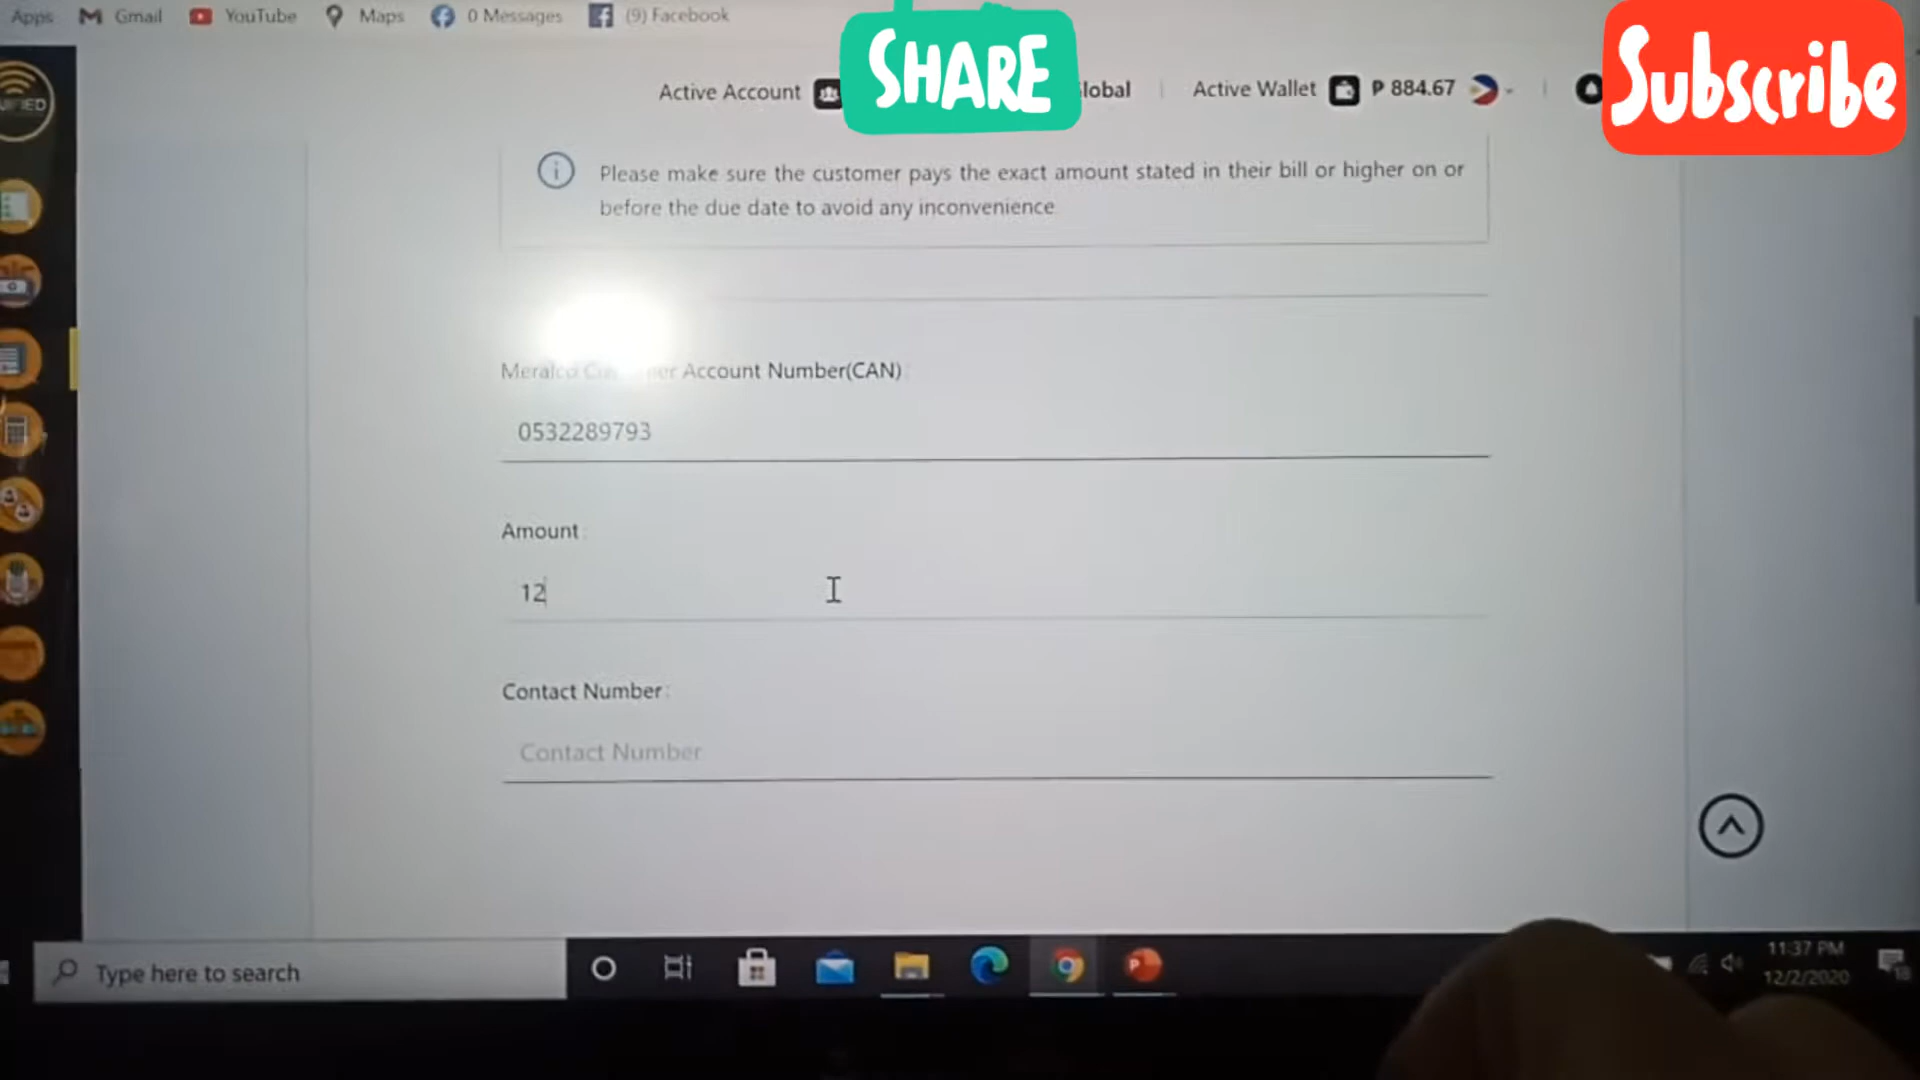 Apps Gmail YouTube Maps 0 Messages (9) Facebook
SHARE
Subscribe
Active Account lobal Active Wallet ₱ 884.67
Please make sure the customer pays the exact amount stated in their bill or higher on or
before the due date to avoid any inconvenience
Meralco Account Number(CAN)
0532289793
Amount :
12
Contact Number :
Contact Number
Type here to search
11:37 PM
12/2/2020
18